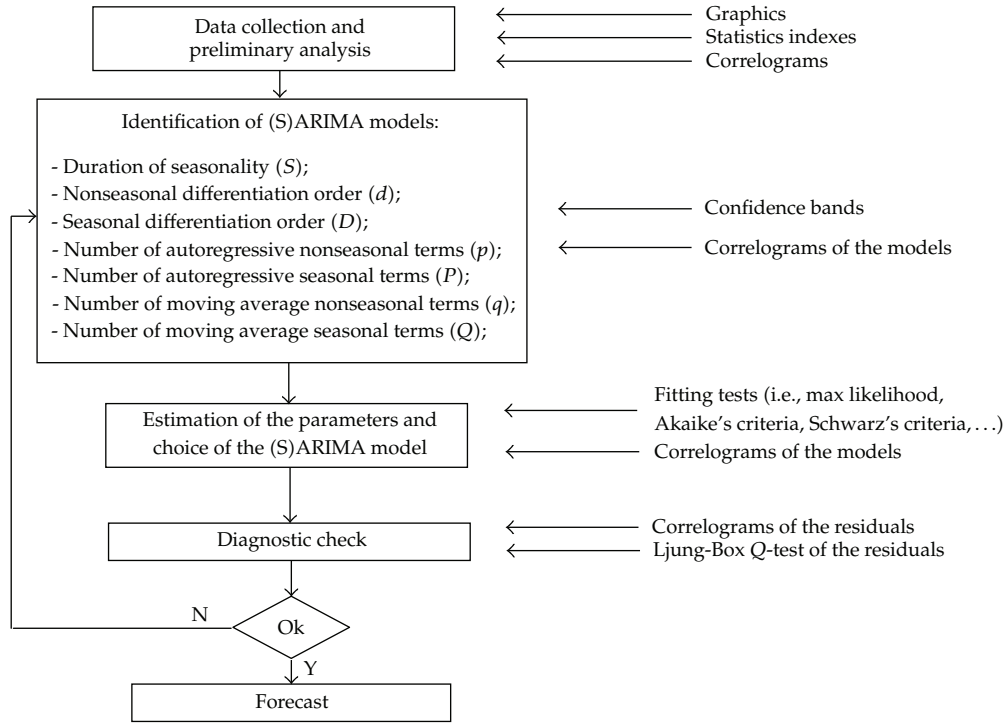 Data collection and
preliminary analysis
Graphics
Statistics indexes
Correlograms
Identification of (S)ARIMA models:
- Duration of seasonality (S);
- Nonseasonal differentiation order (d);
- Seasonal differentiation order (D);
- Number of autoregressive nonseasonal terms (p);
- Number of autoregressive seasonal terms (P);
- Number of moving average nonseasonal terms (q);
- Number of moving average seasonal terms (Q);
Confidence bands
Correlograms of the models
Estimation of the parameters and
choice of the (S)ARIMA model
Fitting tests (i.e., max likelihood,
Akaike's criteria, Schwarz's criteria, ...)
Correlograms of the models
Diagnostic check
Correlograms of the residuals
Ljung-Box Q-test of the residuals
N
Ok
Y
Forecast